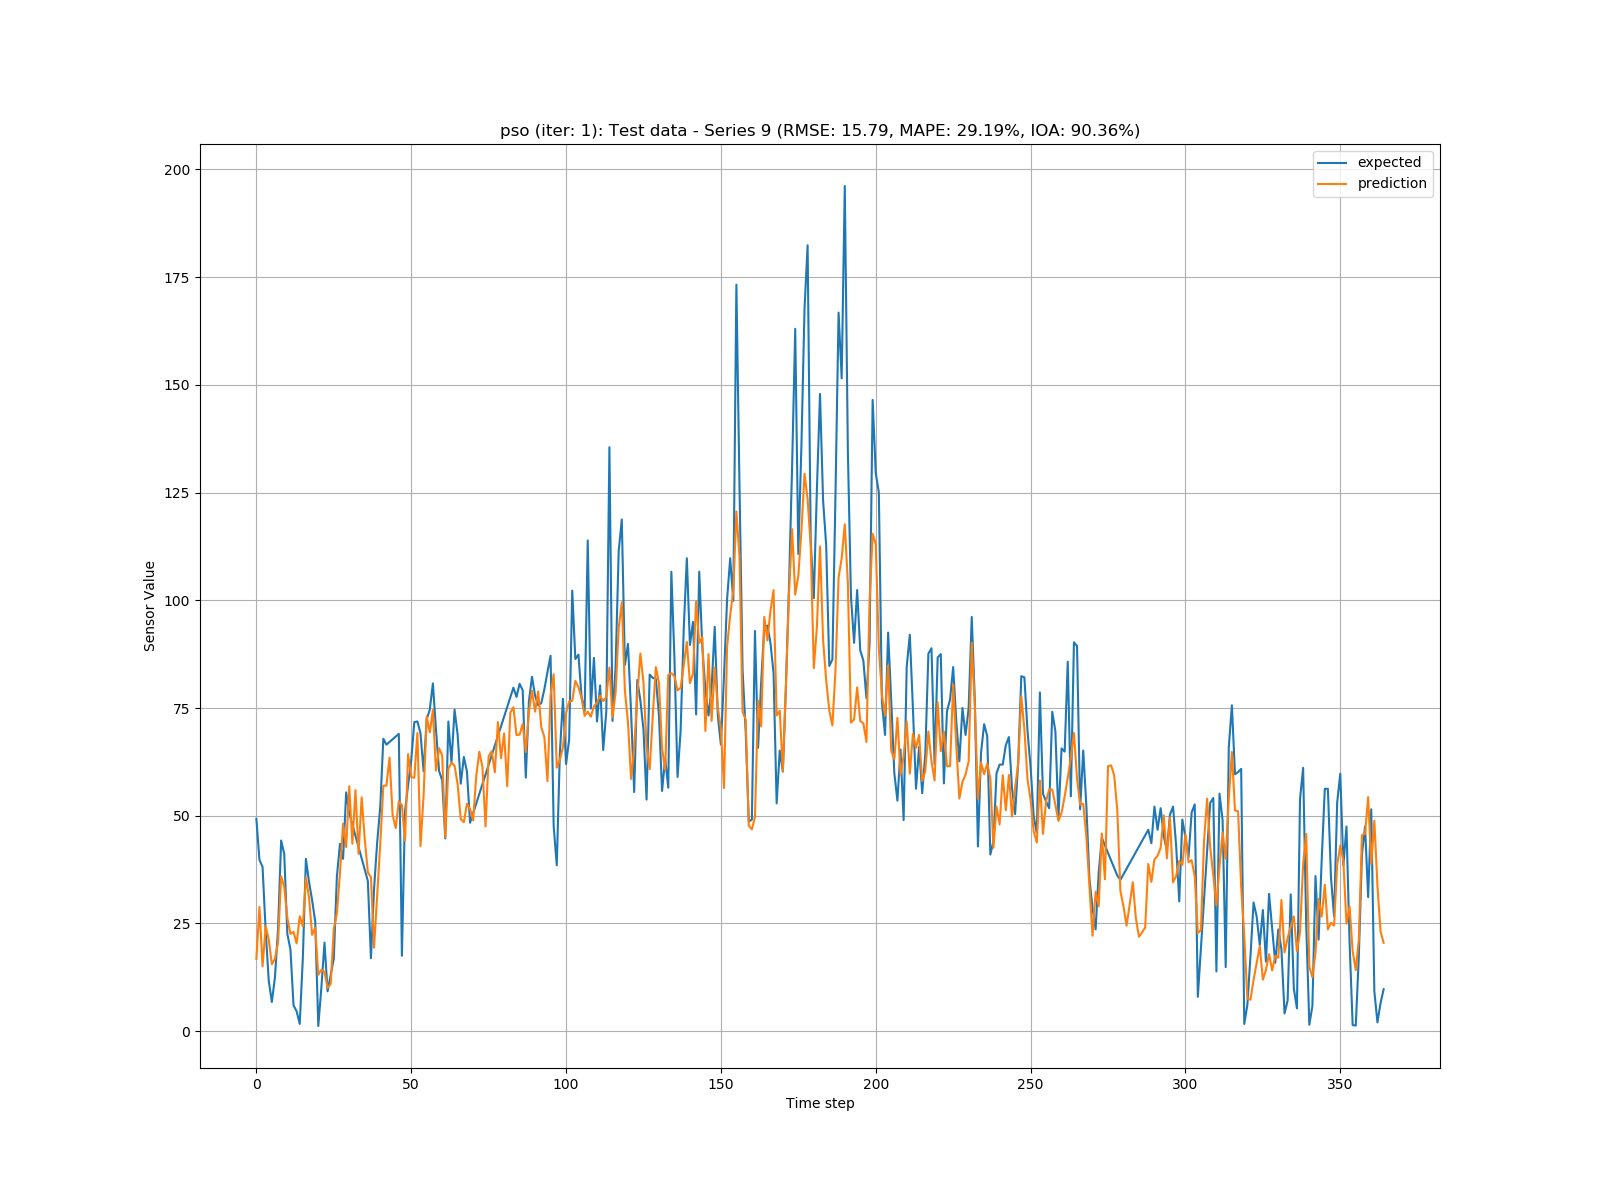 pso (iter: 1): Test data - Series 9 (RMSE: 15.79, MAPE: 29.19%, IOA: 90.36%)
expected
prediction
Sensor Value
200
175
150
125
100
75
50
25
0
0 50 100 150 200 250 300 350
Time step